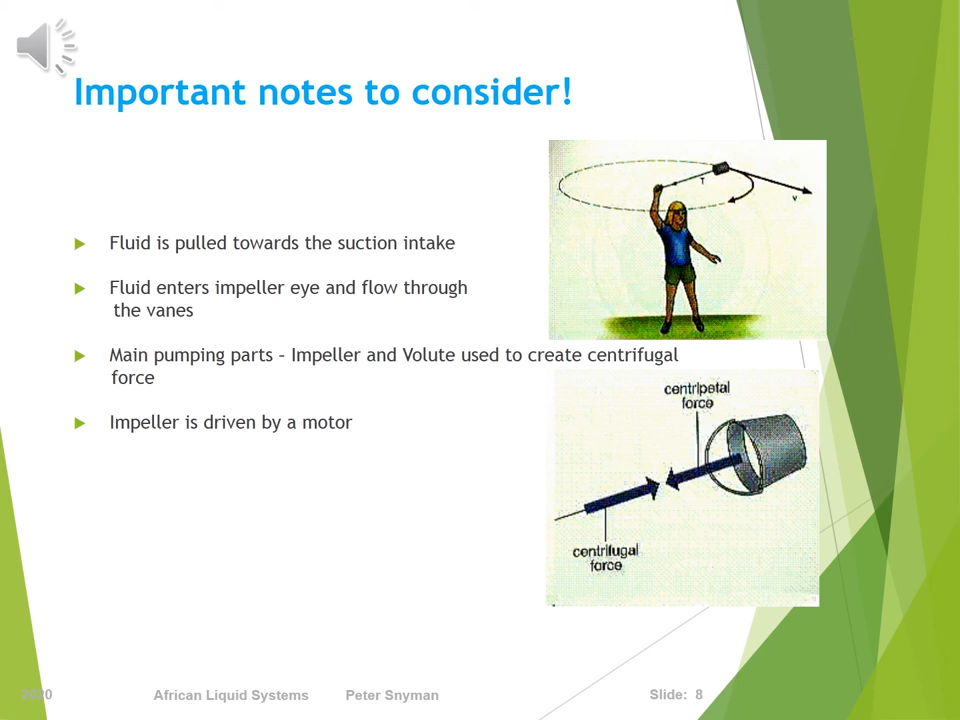 Important notes to consider!
Fluid is pulled towards the suction intake
Fluid enters impeller eye and flow through
the vanes
Main pumping parts – Impeller and Volute used to create centrifugal
force
Impeller is driven by a motor
T
v
centripetal
force
centrifugal
force
2020 African Liquid Systems Peter Snyman Slide: 8